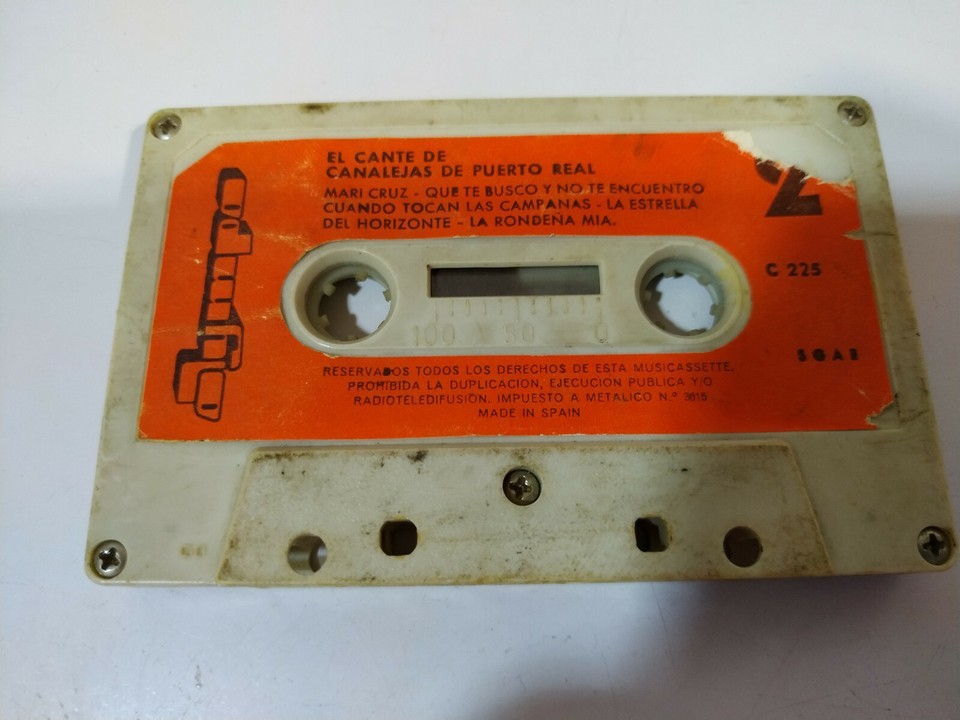 EL CANTE DE
CANALEJAS DE PUERTO REAL
MARI CRUZ - QUE TE BUSCO Y NO TE ENCUENTRO
CUANDO TOCAN LAS CAMPANAS - LA ESTRELLA
DEL HORIZONTE - LA RONDEÑA MIA.
2
C 225
Olympo
100 50 0
SGAE
RESERVADOS TODOS LOS DERECHOS DE ESTA MUSICASSETTE.
PROHIBIDA LA DUPLICACION, EJECUCION PUBLICA Y/O
RADIOTELEDIFUSIÓN. IMPUESTO A METALICO N.º 3615
MADE IN SPAIN